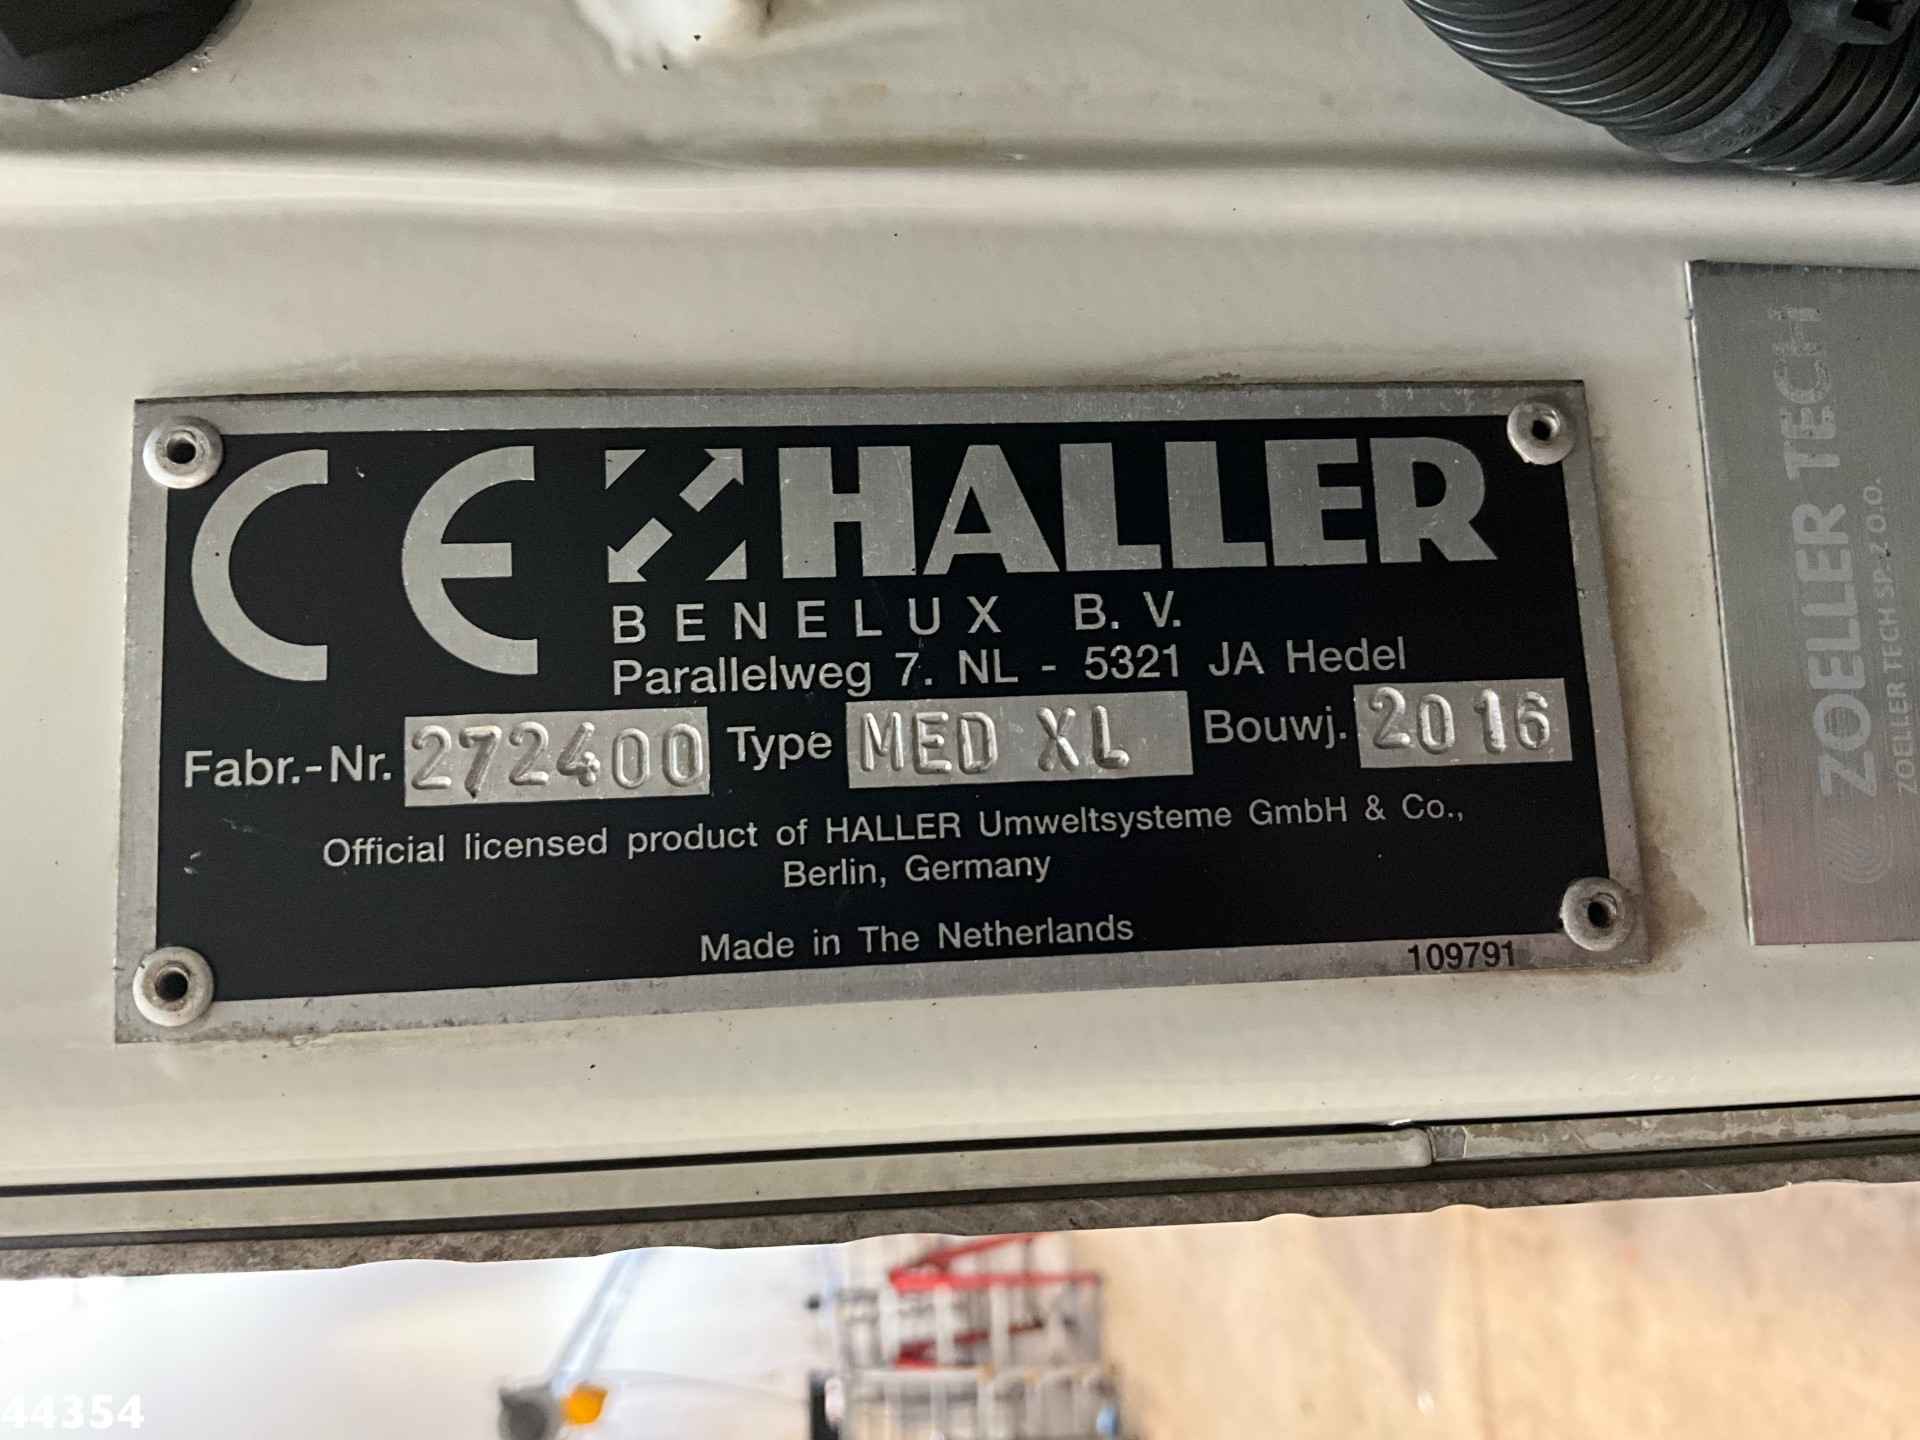 CE HALLER
BENELUX B.V.
Parallelweg 7. NL - 5321 JA Hedel
Fabr.-Nr. 272400 Type MED XL Bouwj. 2016
Official licensed product of HALLER Umweltsysteme GmbH & Co.,
Berlin, Germany
Made in The Netherlands
109791
ZOELLER TECH
ZOELLER TECH SP. Z O.O.
44354